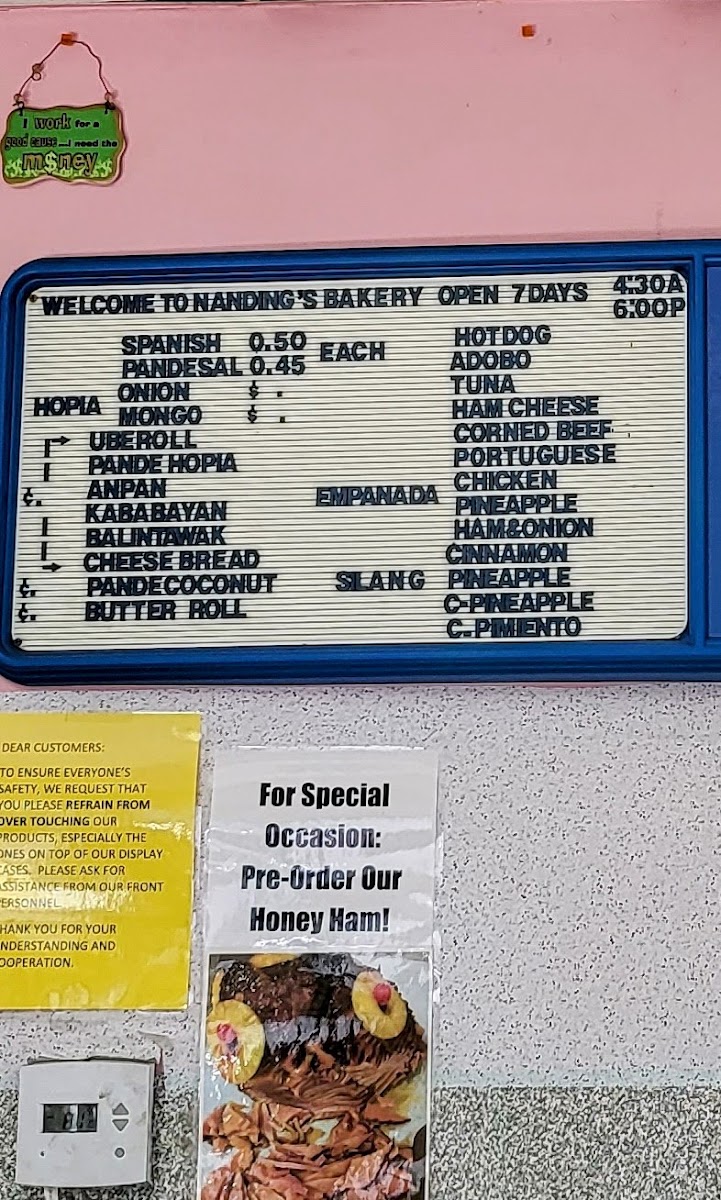 I work for a
good cause...I need the
m$ney
WELCOME TO NANDING'S BAKERY OPEN 7 DAYS 4:30A
6:00P
SPANISH 0.50
PANDESAL 0.45
EACH
HOPIA
ONION $ .
MONGO $ .
UBE ROLL
PANDE HOPIA
¢. ANPAN
KABABAYAN
BALINTAWAK
CHEESE BREAD
¢. PANDECOCONUT
¢. BUTTER ROLL
HOTDOG
ADOBO
TUNA
HAM CHEESE
CORNED BEEF
PORTUGUESE
CHICKEN
EMPANADA
PINEAPPLE
HAM&ONION
CINNAMON
SILANG PINEAPPLE
C-PINEAPPLE
C-PIMIENTO
DEAR CUSTOMERS:
TO ENSURE EVERYONE'S
SAFETY, WE REQUEST THAT
YOU PLEASE REFRAIN FROM
OVER TOUCHING OUR
PRODUCTS, ESPECIALLY THE
ONES ON TOP OF OUR DISPLAY
CASES. PLEASE ASK FOR
ASSISTANCE FROM OUR FRONT
PERSONNEL.
THANK YOU FOR YOUR
UNDERSTANDING AND
COOPERATION.
For Special
Occasion:
Pre-Order Our
Honey Ham!